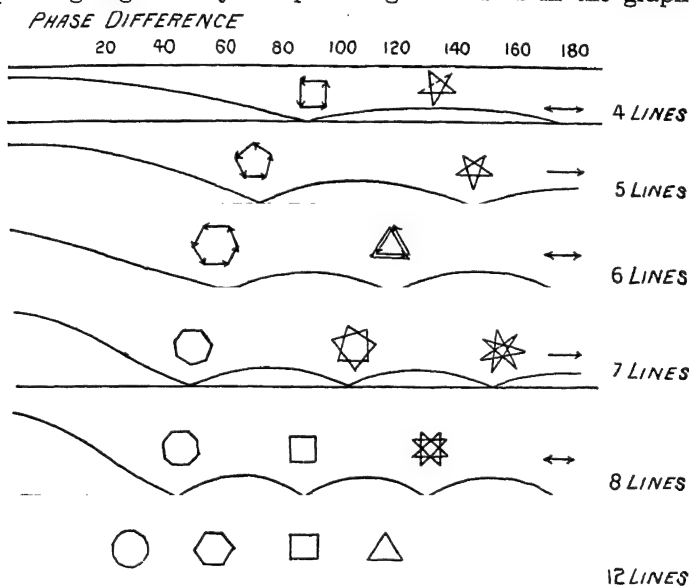 PHASE DIFFERENCE
20 40 60 80 100 120 140 160 180
4 LINES
5 LINES
6 LINES
7 LINES
8 LINES
12 LINES